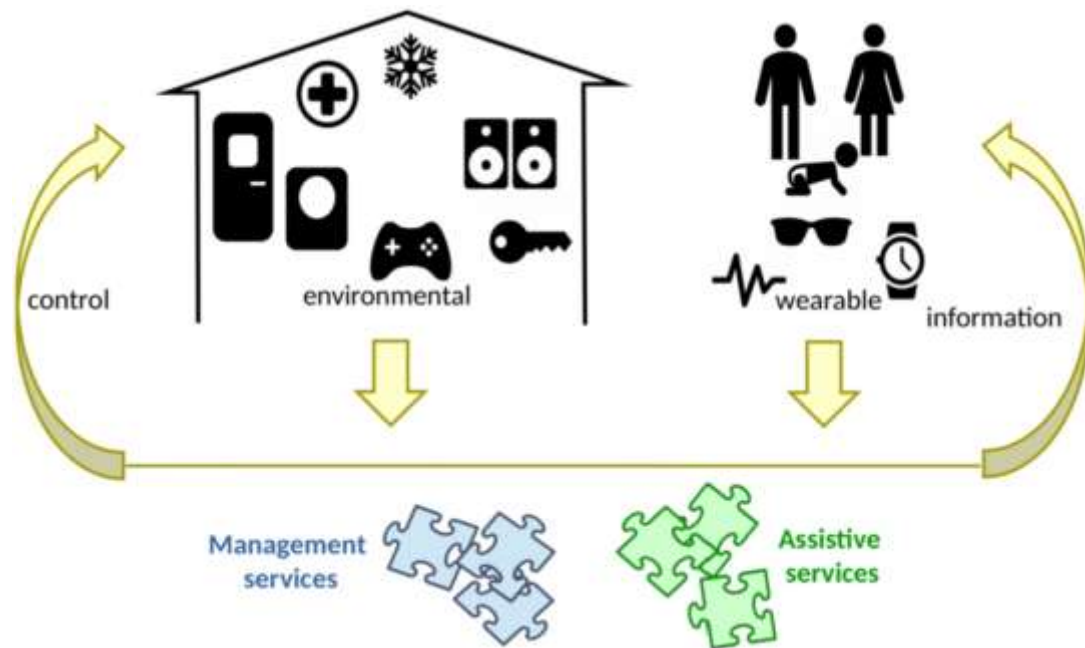 environmental
control
wearable
information
Management
services
Assistive
services